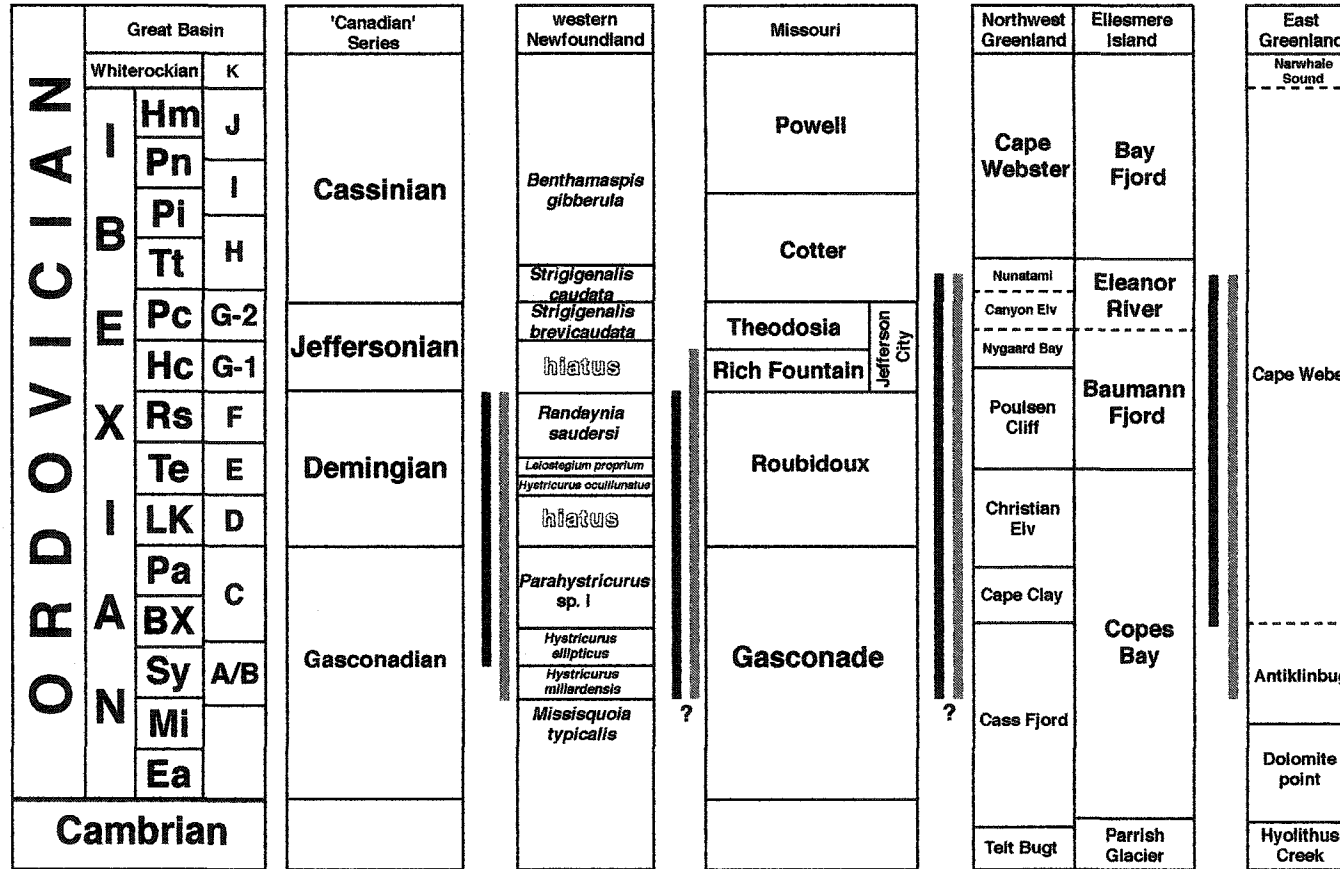 ORDOVICIAN
Great Basin
Whiterockian
K
IBEXIAN
Hm
Pn
Pi
Tt
Pc
Hc
Rs
Te
LK
Pa
BX
Sy
Mi
Ea
J
I
H
G-2
G-1
F
E
D
C
A/B
Cambrian
'Canadian'
Series
Cassinian
Jeffersonian
Demingian
Gasconadian
western
Newfoundland
Benthamaspis
gibberula
Strigigenalis
caudata
Strigigenalis
brevicaudata
hiatus
Randaynia
saudersi
Leiostegium proprium
Hystricurus oculilunatus
hiatus
Parahystricurus
sp. I
Hystricurus
ellipticus
Hystricurus
millardensis
Missisquoia
typicalis
Missouri
Powell
Cotter
Theodosia
Rich Fountain
Jefferson
City
Roubidoux
Gasconade
?
Northwest
Greenland
Cape
Webster
Nunatami
Canyon Elv
Nygaard Bay
Poulsen
Cliff
Christian
Elv
Cape Clay
Cass Fjord
Telt Bugt
?
Ellesmere
Island
Bay
Fjord
Eleanor
River
Baumann
Fjord
Copes
Bay
Parrish
Glacier
East
Greenland
Narwhale
Sound
Cape Webe
Antiklinbug
Dolomite
point
Hyolithus
Creek